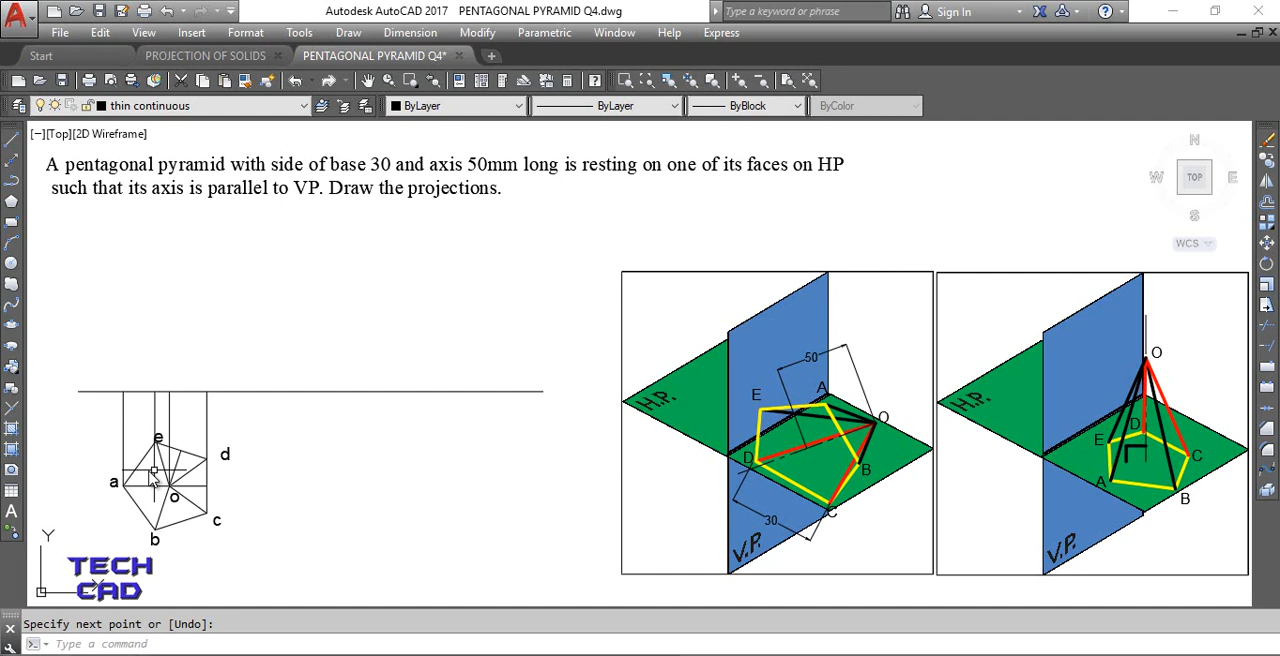 Autodesk AutoCAD 2017 PENTAGONAL PYRAMID Q4.dwg
Type a keyword or phrase
Sign In
File Edit View Insert Format Tools Draw Dimension Modify Parametric Window Help Express
Start
PROJECTION OF SOLIDS
PENTAGONAL PYRAMID Q4*
thin continuous
ByLayer
ByLayer
ByBlock
ByColor
[−][Top][2D Wireframe]
A pentagonal pyramid with side of base 30 and axis 50mm long is resting on one of its faces on HP
such that its axis is parallel to VP. Draw the projections.
N
W TOP E
S
WCS
H.P.
50
E
A
O
D
B
30
C
V.P.
H.P.
O
D
E
C
A
B
V.P.
e
d
a
o
c
b
Y
X
TECH
CAD
Specify next point or [Undo]:
Type a command